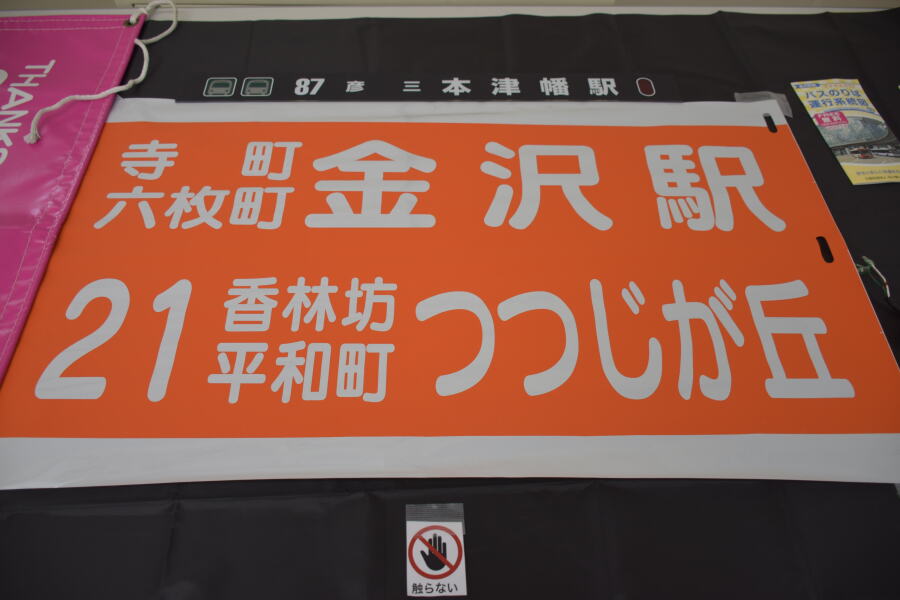 THANKS
87 彦三 本津幡駅
寺町 金沢駅
六枚町
21 香林坊 つつじが丘
平和町
バスのりば
運行系統図
無料
触らない